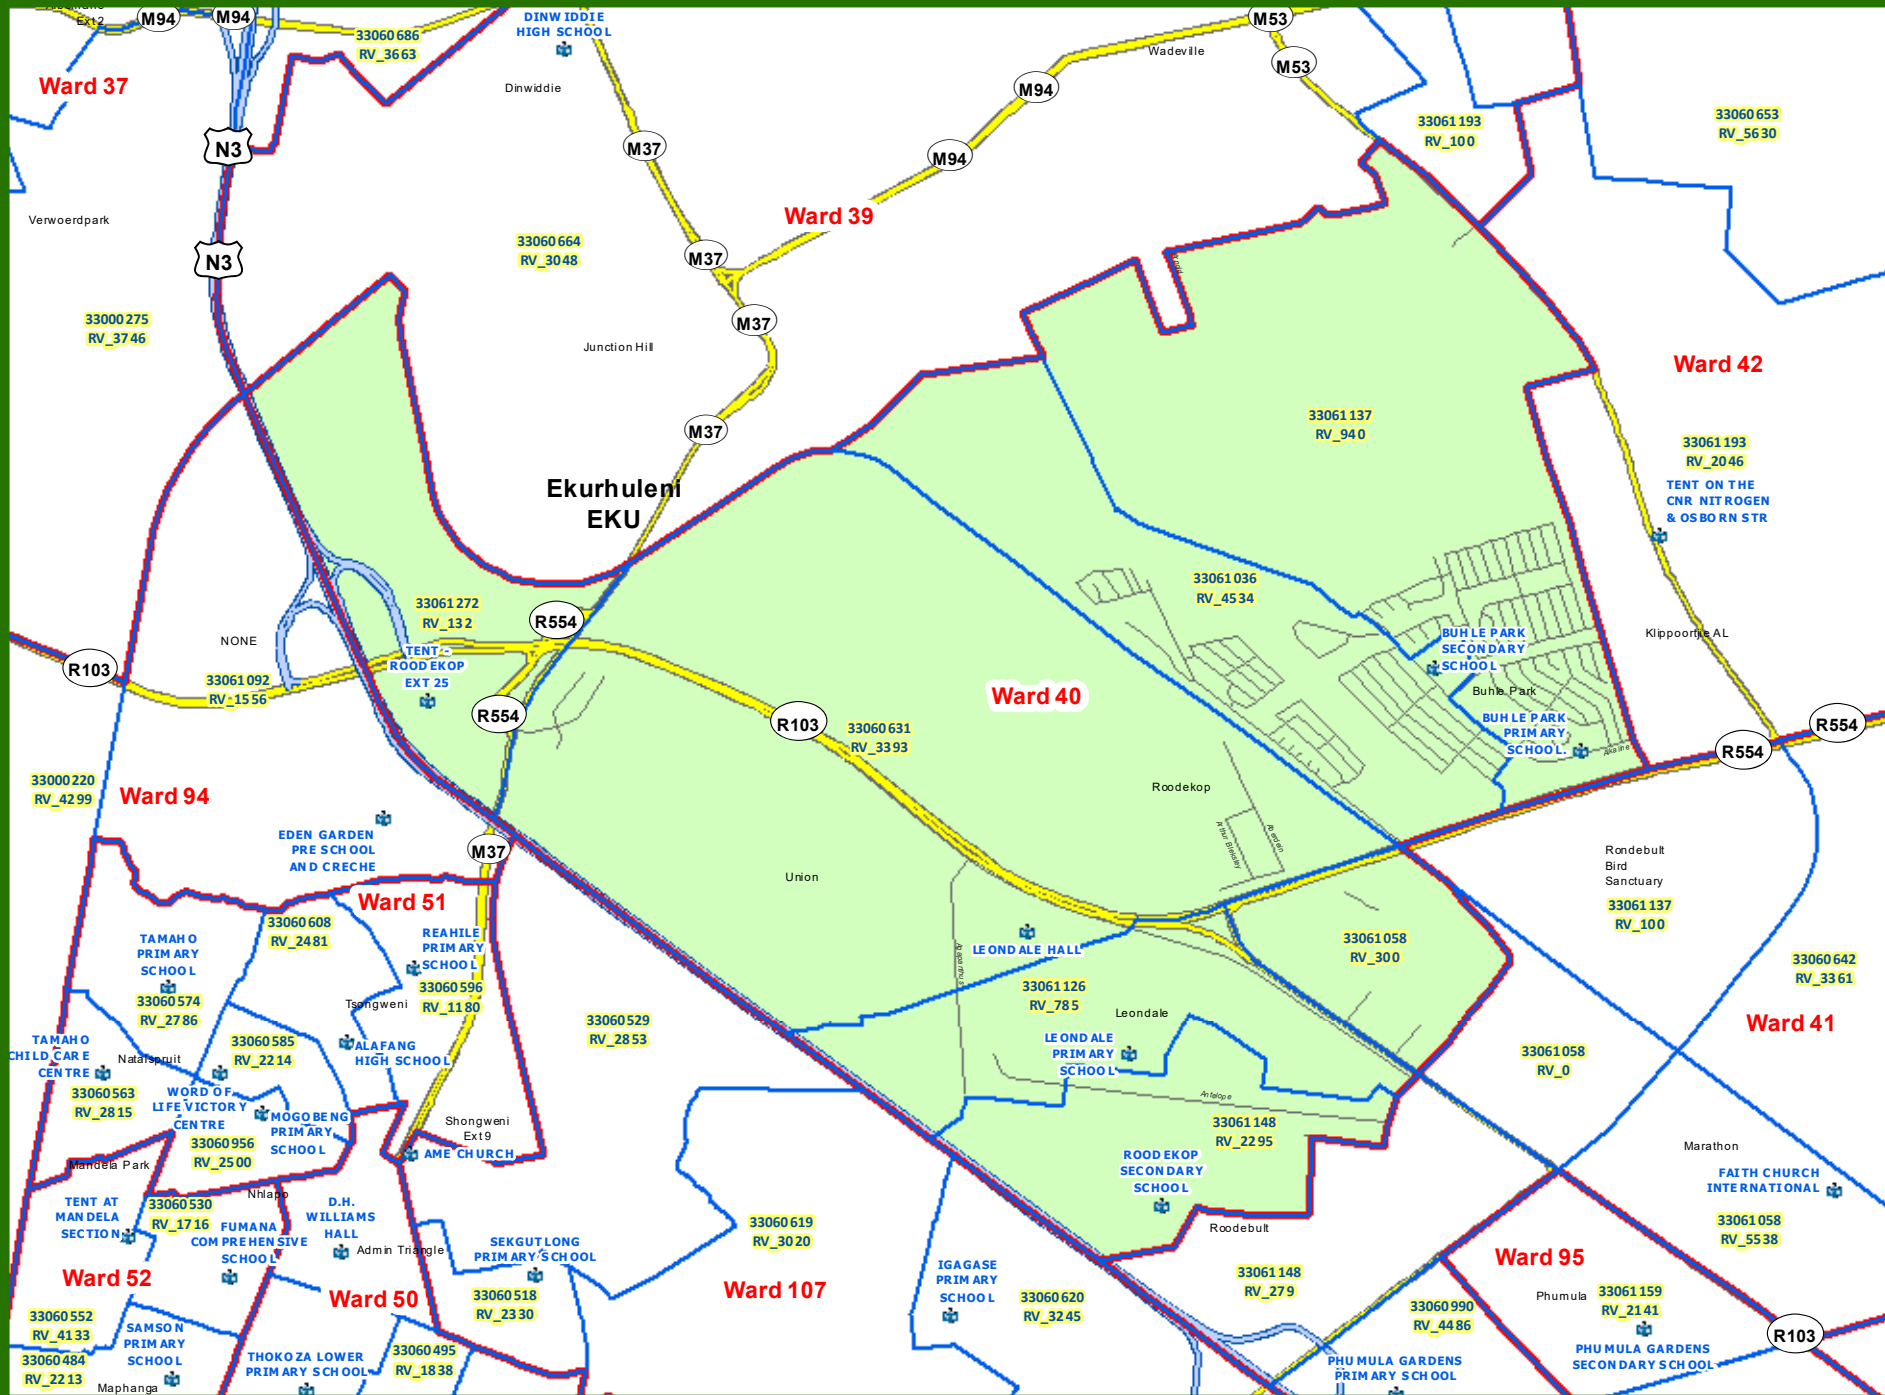 Ext 2
M94
M94
33060686
RV_3663
DINWIDDIE
HIGH SCHOOL
M53
Wadeville
M53
Ward 37
Dinwiddie
M94
33061193
RV_100
33060653
RV_5630
N3
M37
M94
Verwoerdpark
Ward 39
33060664
RV_3048
N3
M37
33000275
RV_3746
M37
Junction Hill
Ward 42
33061137
RV_940
M37
33061193
RV_2046
Ekurhuleni
EKU
TENT ON THE
CNR NITROGEN
& OSBORN STR
33061036
RV_4534
33061272
RV_132
R554
NONE
TENT -
ROODEKOP
EXT 25
BUHLE PARK
SECONDARY
SCHOOL
Klippoortjie AL
R103
33061092
RV_1556
Ward 40
Buhle Park
R554
R103
33060631
RV_3393
BUHLE PARK
PRIMARY
SCHOOL.
Alkaline
R554
R554
33000220
RV_4299
Ward 94
Roodekop
EDEN GARDEN
PRE SCHOOL
AND CRECHE
M37
Arthur Bleksley
Aberdein
Rondebult
Bird
Sanctuary
Union
Ward 51
33061137
RV_100
33060608
RV_2481
TAMAHO
PRIMARY
SCHOOL
REAHILE
PRIMARY
SCHOOL
LEONDALE HALL
Agapanthus
33061058
RV_300
33060642
RV_3361
33060574
RV_2786
Tsongweni
33060596
RV_1180
33061126
RV_785
Leondale
33060529
RV_2853
Ward 41
TAMAHO
CHILD CARE
CENTRE
Natalspruit
33060585
RV_2214
ALAFANG
HIGH SCHOOL
LEONDALE
PRIMARY
SCHOOL
33061058
RV_0
33060563
RV_2815
WORD OF
LIFE VICTORY
CENTRE
MOGOBENG
PRIMARY
SCHOOL
Antelope
Shongweni
Ext 9
33061148
RV_2295
33060956
RV_2500
AME CHURCH
Mandela Park
ROODEKOP
SECONDARY
SCHOOL
Marathon
FAITH CHURCH
INTERNATIONAL
Nhlapo
TENT AT
MANDELA
SECTION
33060530
RV_1716
D.H.
WILLIAMS
HALL
FUMANA
COMPREHENSIVE
SCHOOL
Admin Triangle
SEKGUTLONG
PRIMARY SCHOOL
33060619
RV_3020
Roodebult
33061058
RV_5538
Ward 52
Ward 50
33060518
RV_2330
Ward 107
IGAGASE
PRIMARY
SCHOOL
33060620
RV_3245
33061148
RV_279
Ward 95
Phumula
33061159
RV_2141
33060990
RV_4486
33060552
RV_4133
SAMSON
PRIMARY
SCHOOL
R103
33060484
RV_2213
Maphanga
THOKOZA LOWER
PRIMARY SCHOOL
33060495
RV_1838
PHUMULA GARDENS
PRIMARY SCHOOL
PHUMULA GARDENS
SECONDARY SCHOOL